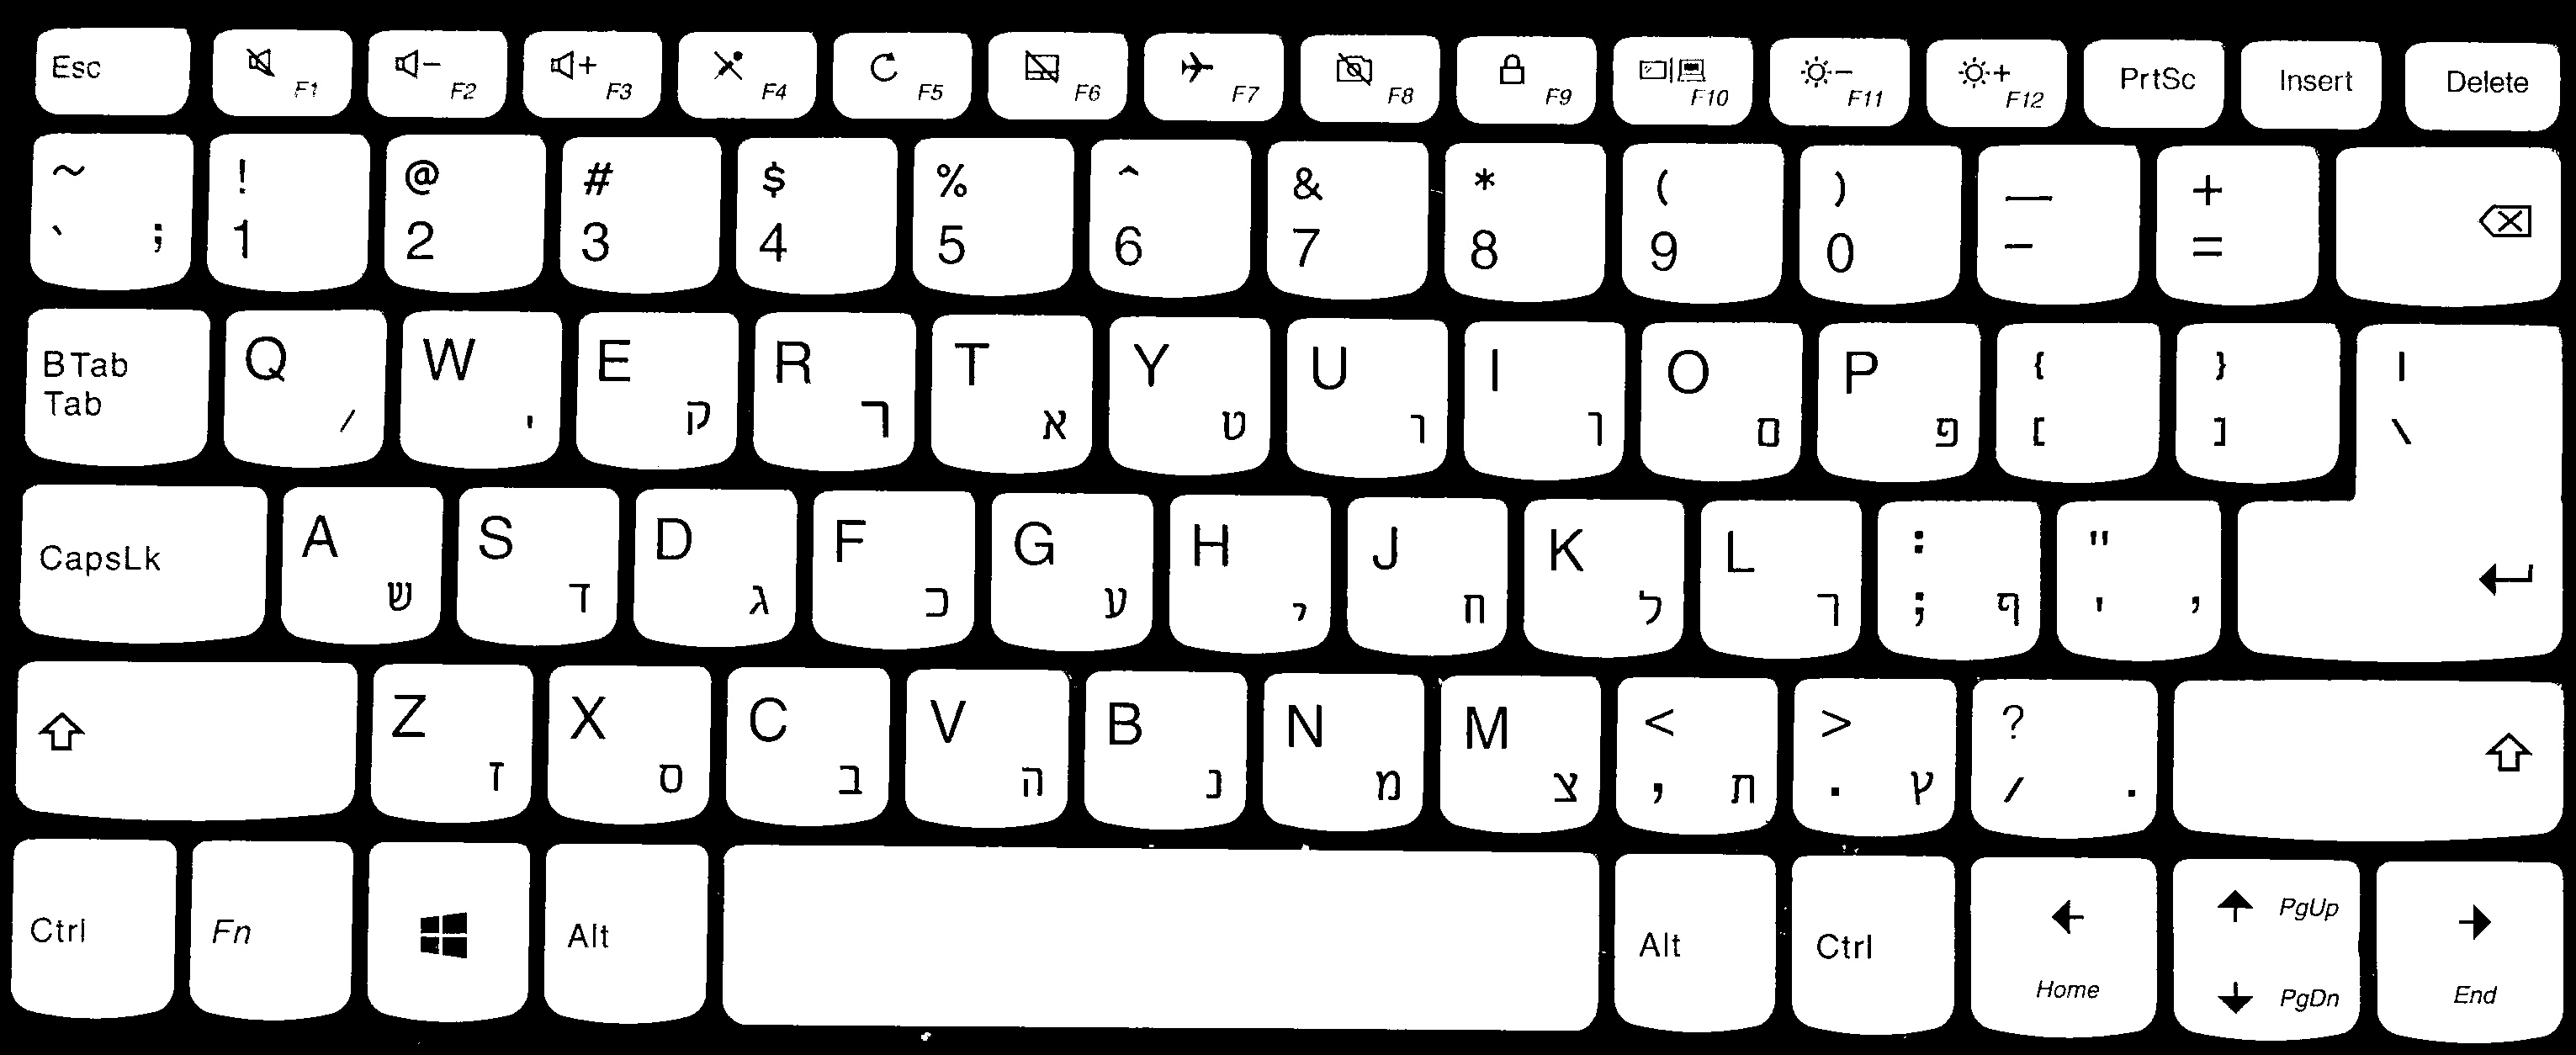 Esc F1 − F2 + F3 F4 F5 F6 F7 F8 F9 F10 − F11 + F12 PrtSc Insert Delete
~ ! @ # $ % ^ & * ( ) _ +
` ; 1 2 3 4 5 6 7 8 9 0 - =
BTab Q W E R T Y U I O P { } |
Tab / ' ק ר א ט ו ן ם פ [ ] \
CapsLk A S D F G H J K L : "
ש ד ג כ ע י ח ל ך ; ף ' ,
Z X C V B N M < > ?
ז ס ב ה נ מ צ , ת . ץ / .
Ctrl Fn Alt Alt Ctrl Home PgUp PgDn End